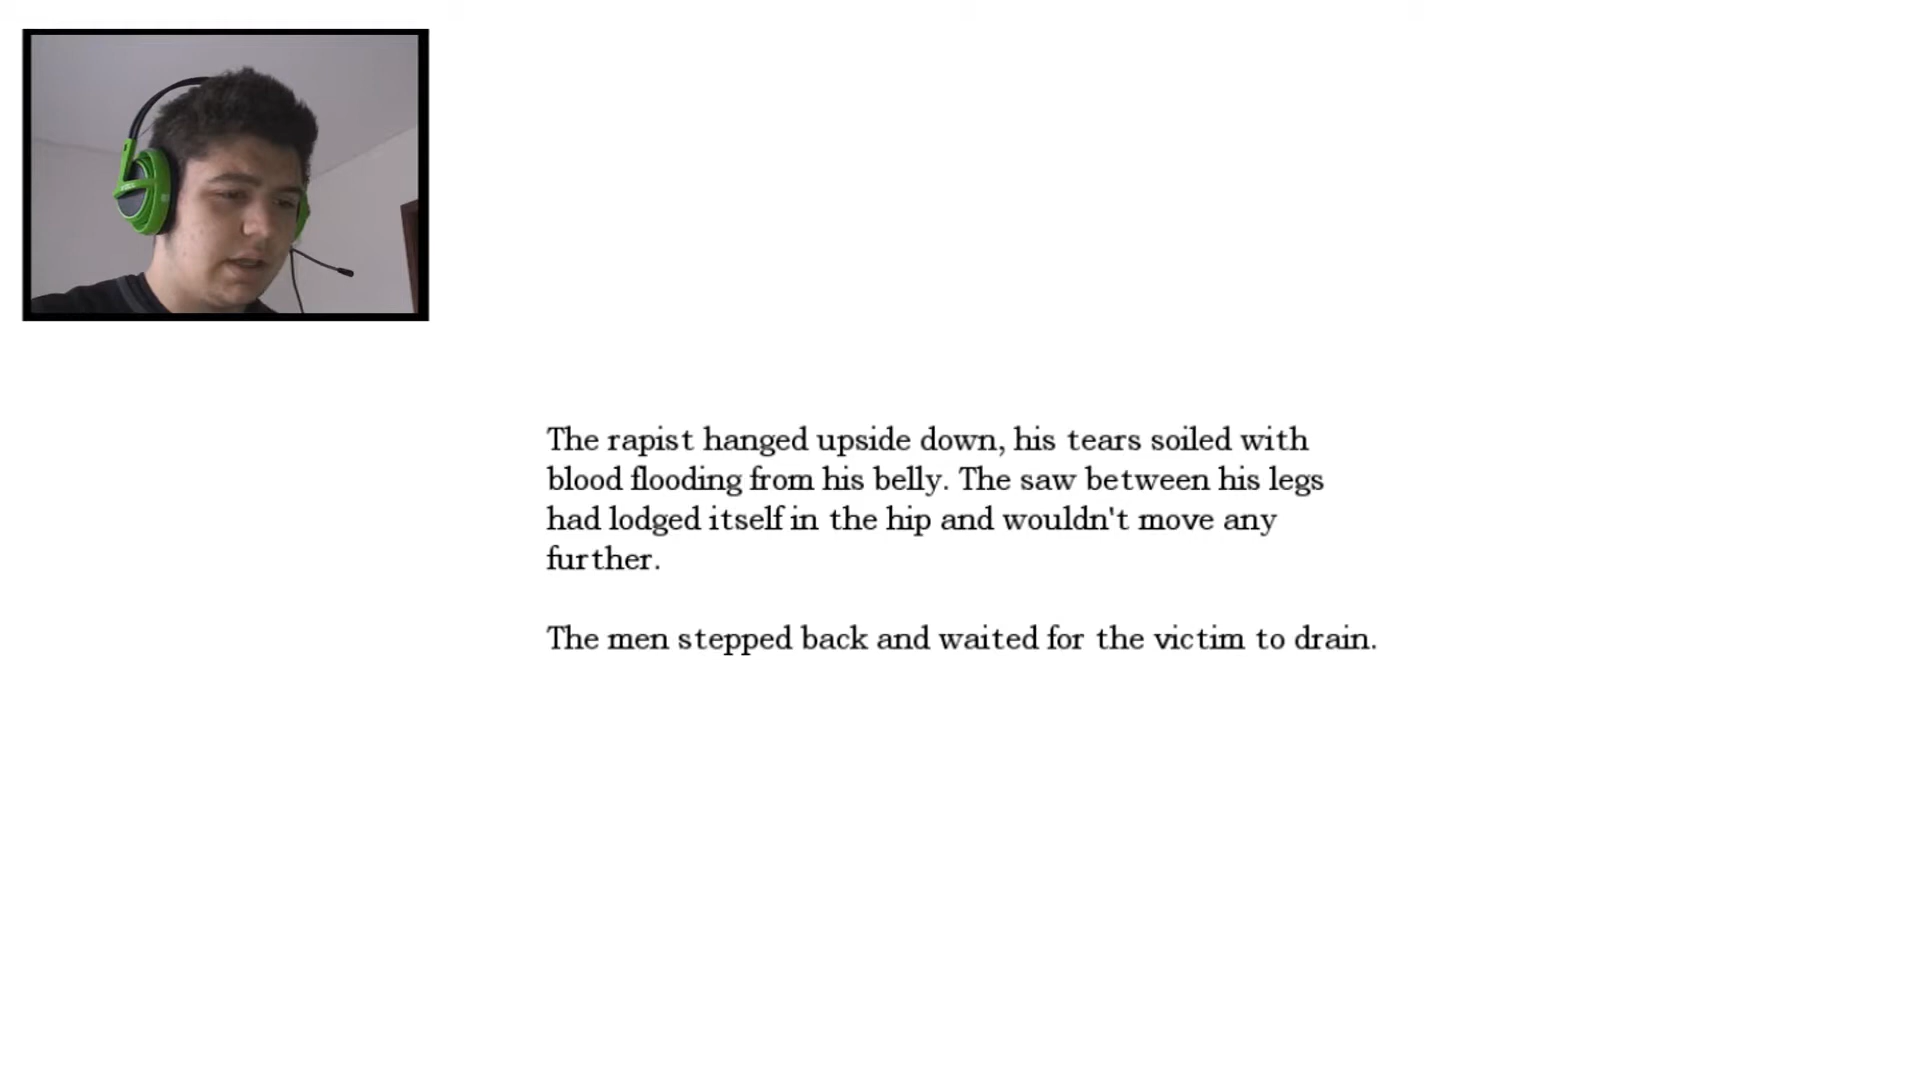 The rapist hanged upside down, his tears soiled with
blood flooding from his belly. The saw between his legs
had lodged itself in the hip and wouldn't move any
further.
The men stepped back and waited for the victim to drain.